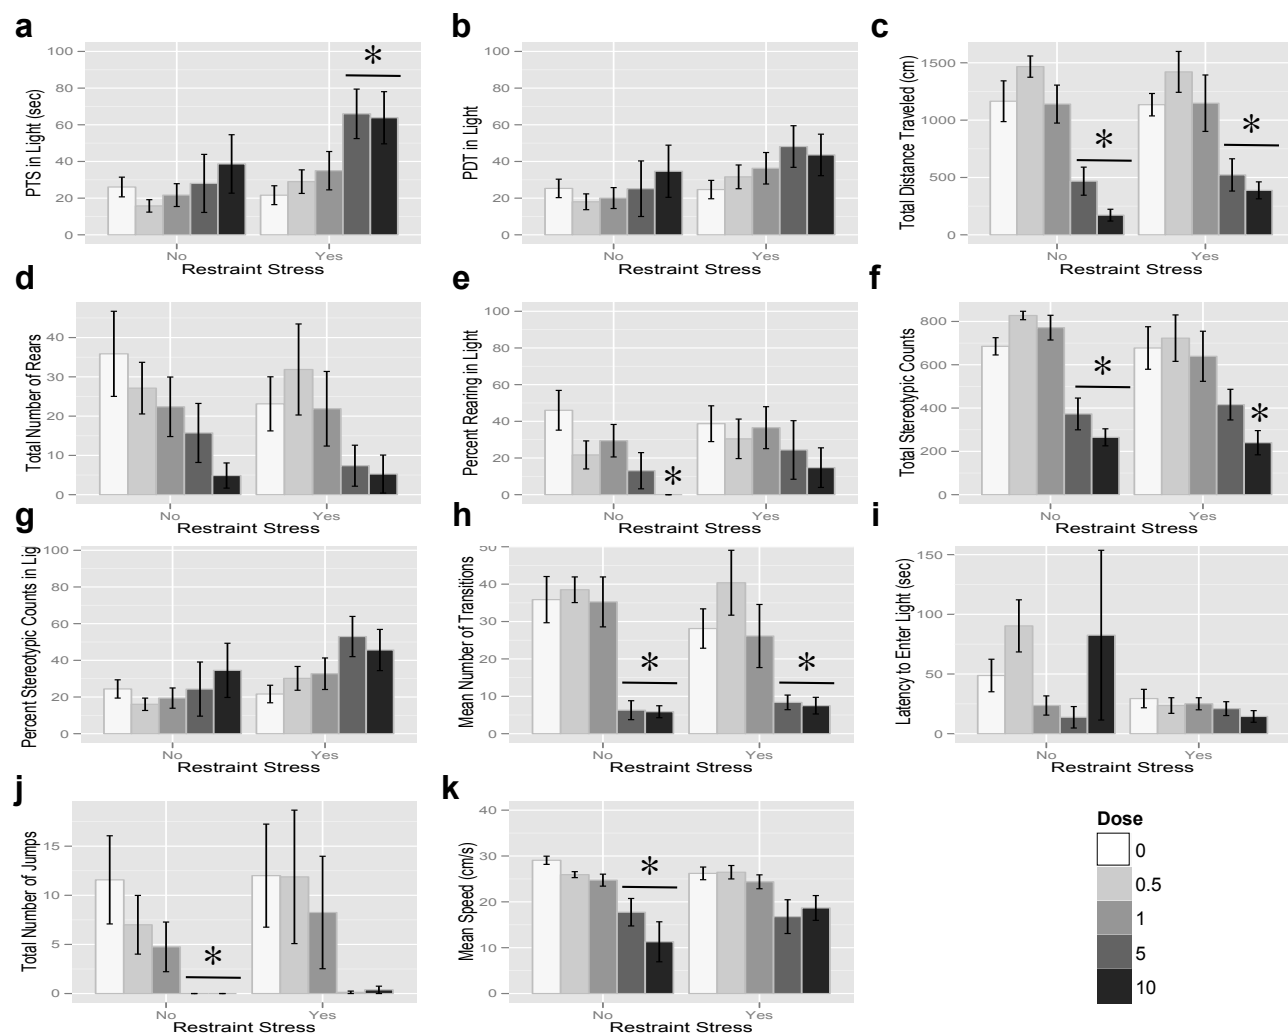 a
PTS in Light (sec)
100
80
60
40
20
0
*
No
Yes
Restraint Stress
b
PDT in Light
100
80
60
40
20
0
No
Yes
Restraint Stress
c
Total Distance Traveled (cm)
1500
1000
500
0
*
*
No
Yes
Restraint Stress
d
Total Number of Rears
40
30
20
10
0
No
Yes
Restraint Stress
e
Percent Rearing in Light
100
80
60
40
20
0
*
No
Yes
Restraint Stress
f
Total Stereotypic Counts
800
600
400
200
0
*
*
No
Yes
Restraint Stress
g
Percent Stereotypic Counts in Lig
100
80
60
40
20
0
No
Yes
Restraint Stress
h
Mean Number of Transitions
50
40
30
20
10
0
*
*
No
Yes
Restraint Stress
i
Latency to Enter Light (sec)
150
100
50
0
No
Yes
Restraint Stress
j
Total Number of Jumps
15
10
5
0
*
No
Yes
Restraint Stress
k
Mean Speed (cm/s)
40
30
20
10
0
*
No
Yes
Restraint Stress
Dose
0
0.5
1
5
10